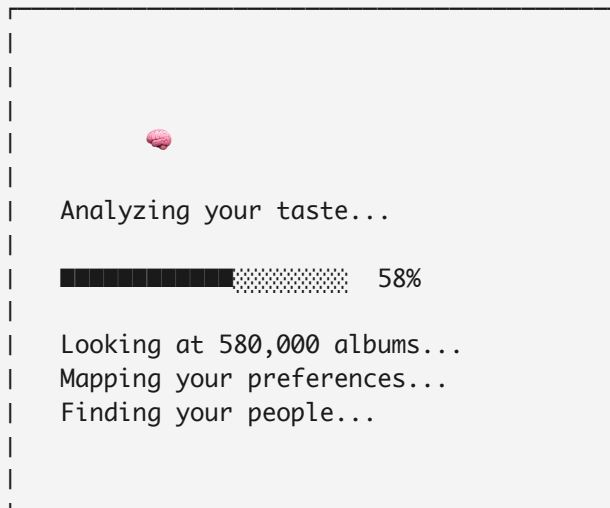 Analyzing your taste...
58%
Looking at 580,000 albums...
Mapping your preferences...
Finding your people...